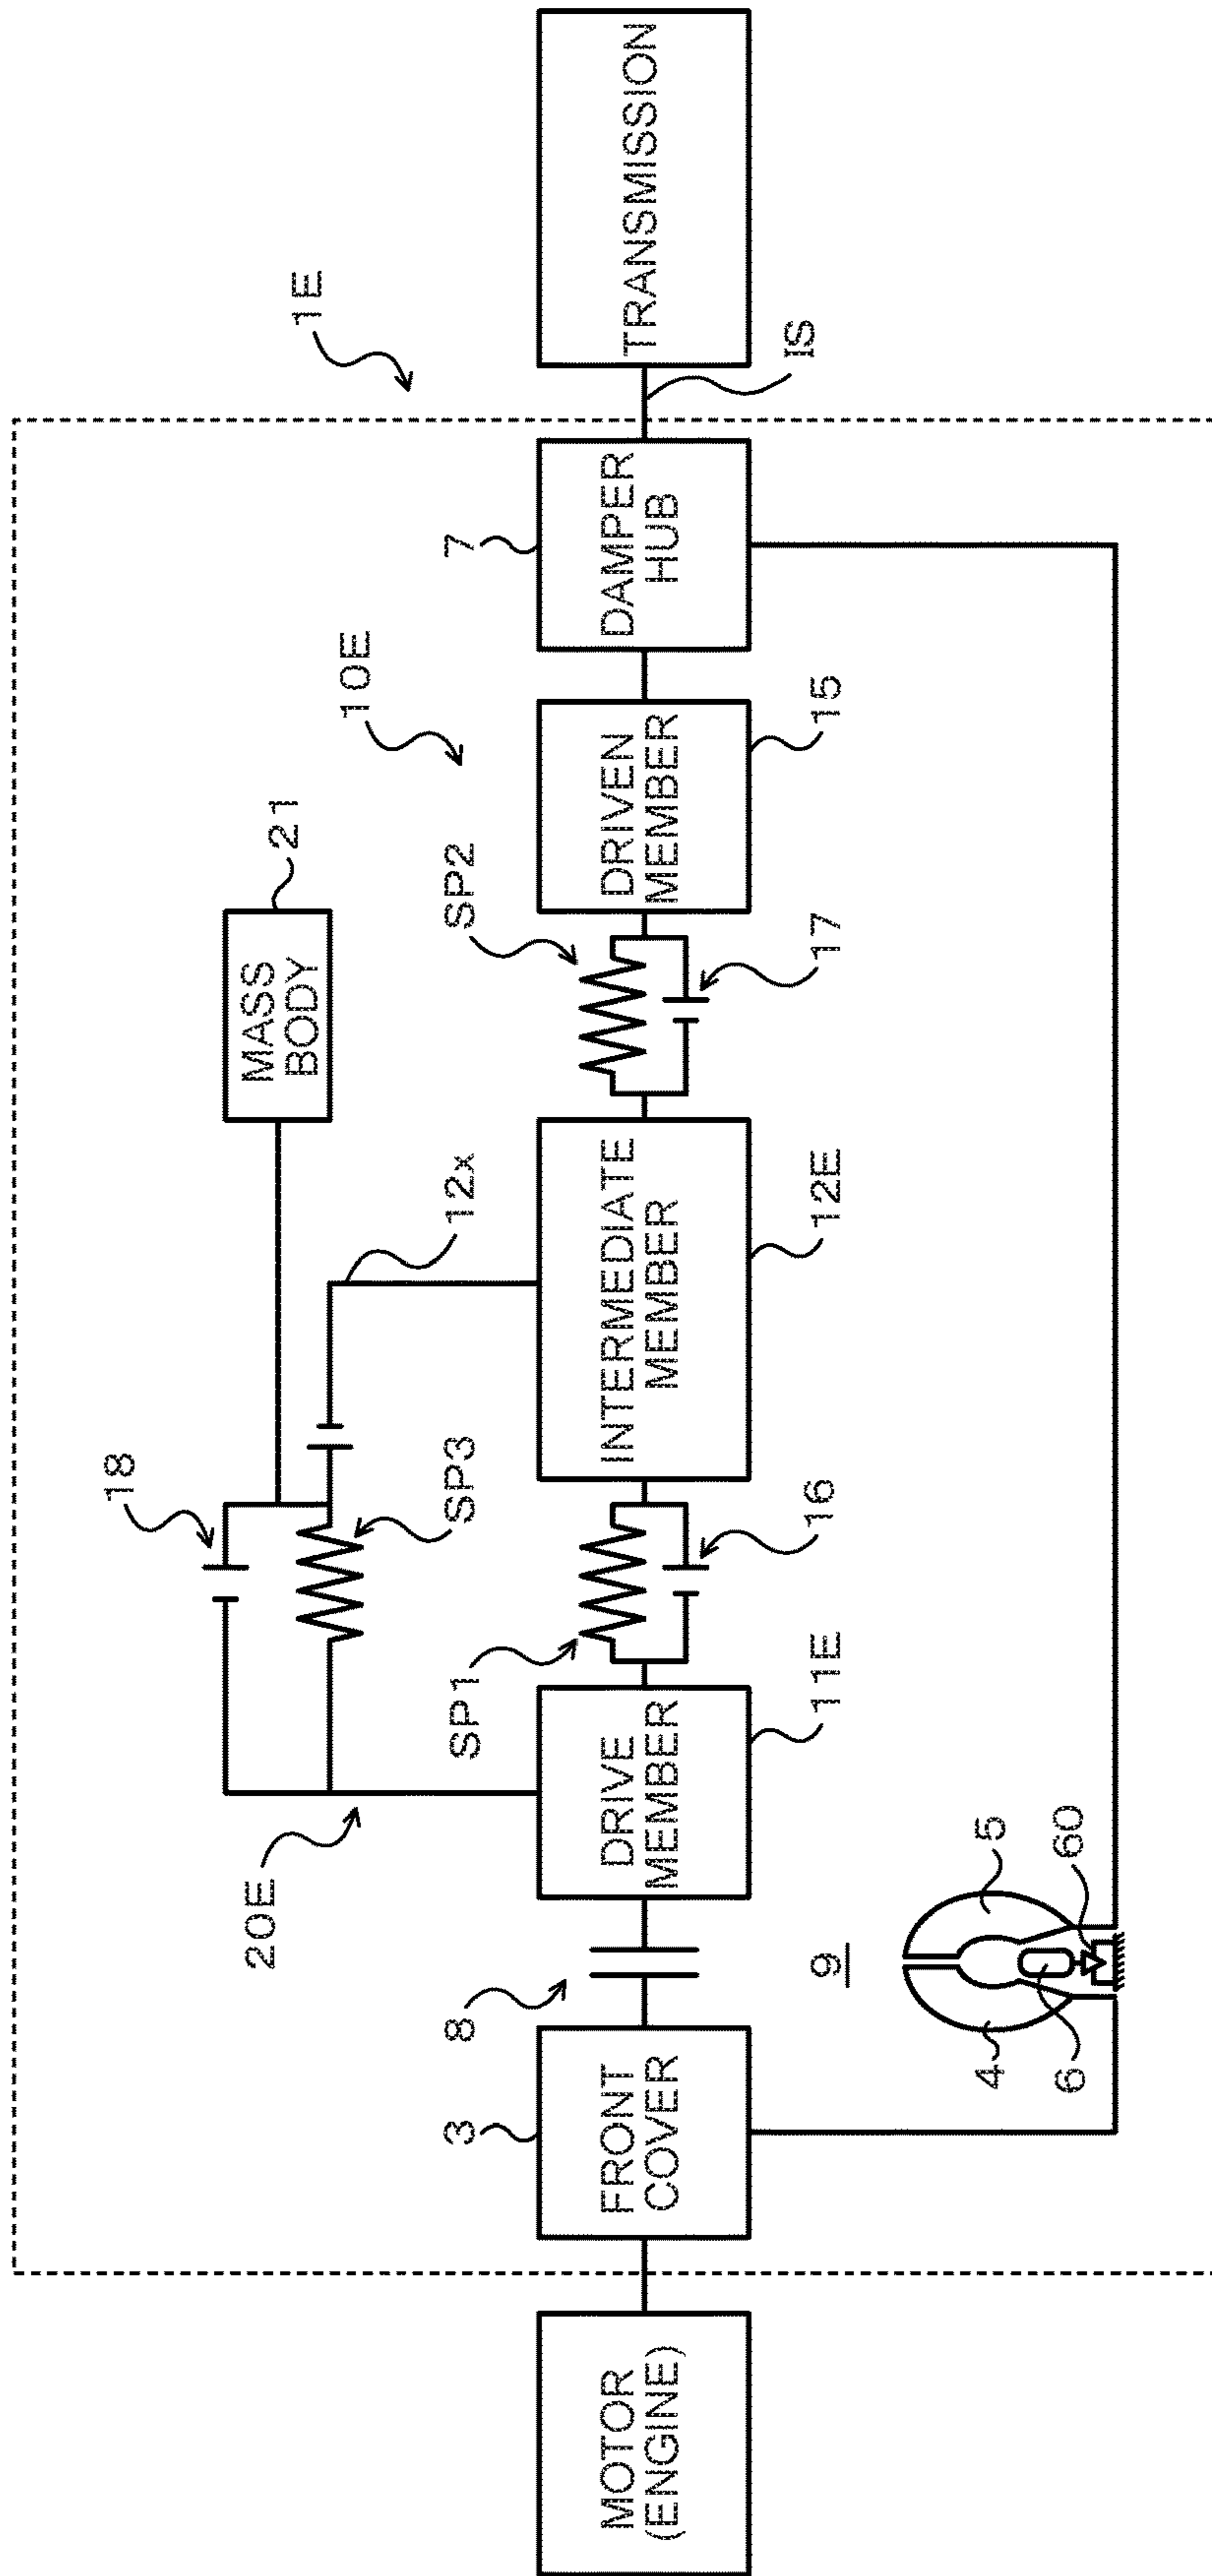 1E
10E
MASS
BODY
21
18
12x
SP3
20E
SP1
SP2
8
3
7
MOTOR
(ENGINE)
FRONT
COVER
DRIVE
MEMBER
INTERMEDIATE
MEMBER
DRIVEN
MEMBER
DAMPER
HUB
TRANSMISSION
IS
11E
16
12E
17
15
9
4
5
6
60